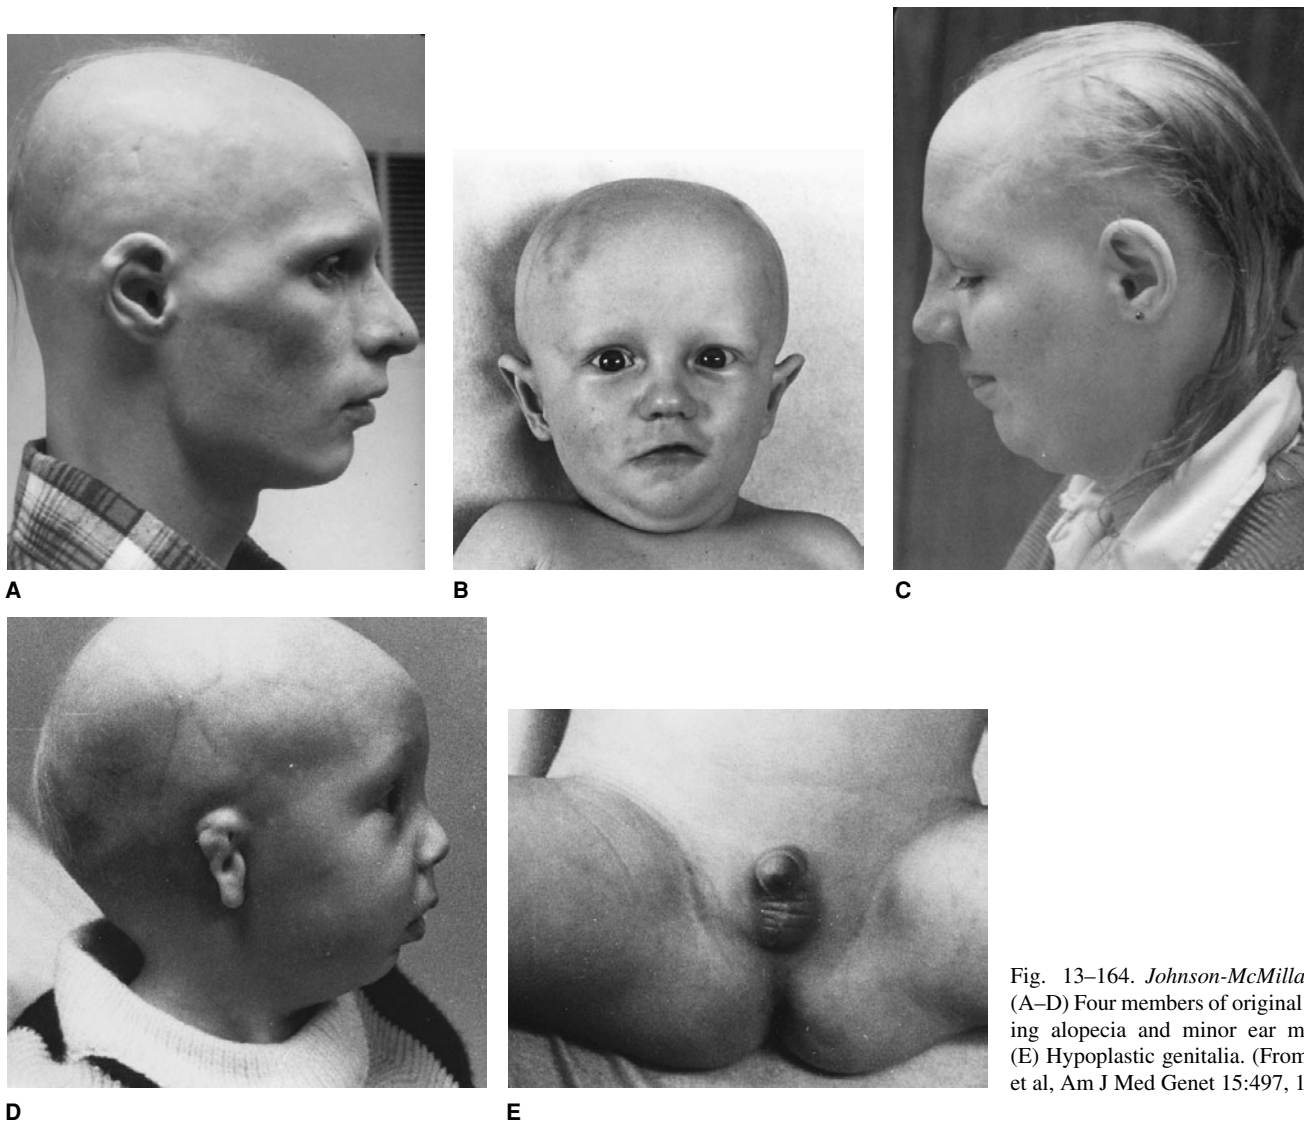 A
B
C
D
E
Fig. 13–164. Johnson-McMilla
(A–D) Four members of original
ing alopecia and minor ear m
(E) Hypoplastic genitalia. (From
et al, Am J Med Genet 15:497, 1